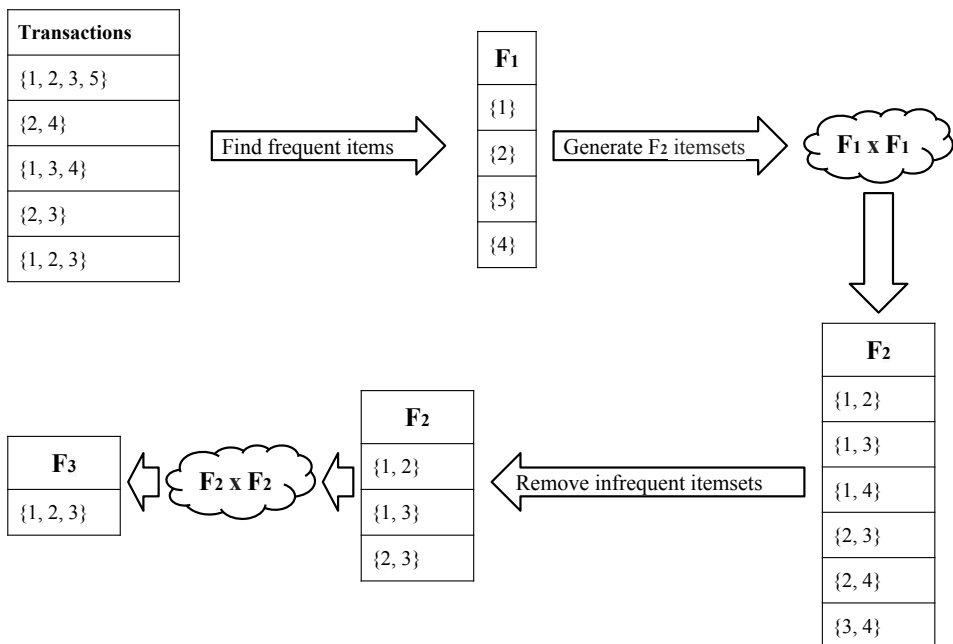 Transactions
{1, 2, 3, 5}
{2, 4}
{1, 3, 4}
{2, 3}
{1, 2, 3}
Find frequent items
F1
{1}
{2}
{3}
{4}
Generate F2 itemsets
F1 x F1
F2
{1, 2}
{1, 3}
{1, 4}
{2, 3}
{2, 4}
{3, 4}
Remove infrequent itemsets
F2
{1, 2}
{1, 3}
{2, 3}
F2 x F2
F3
{1, 2, 3}